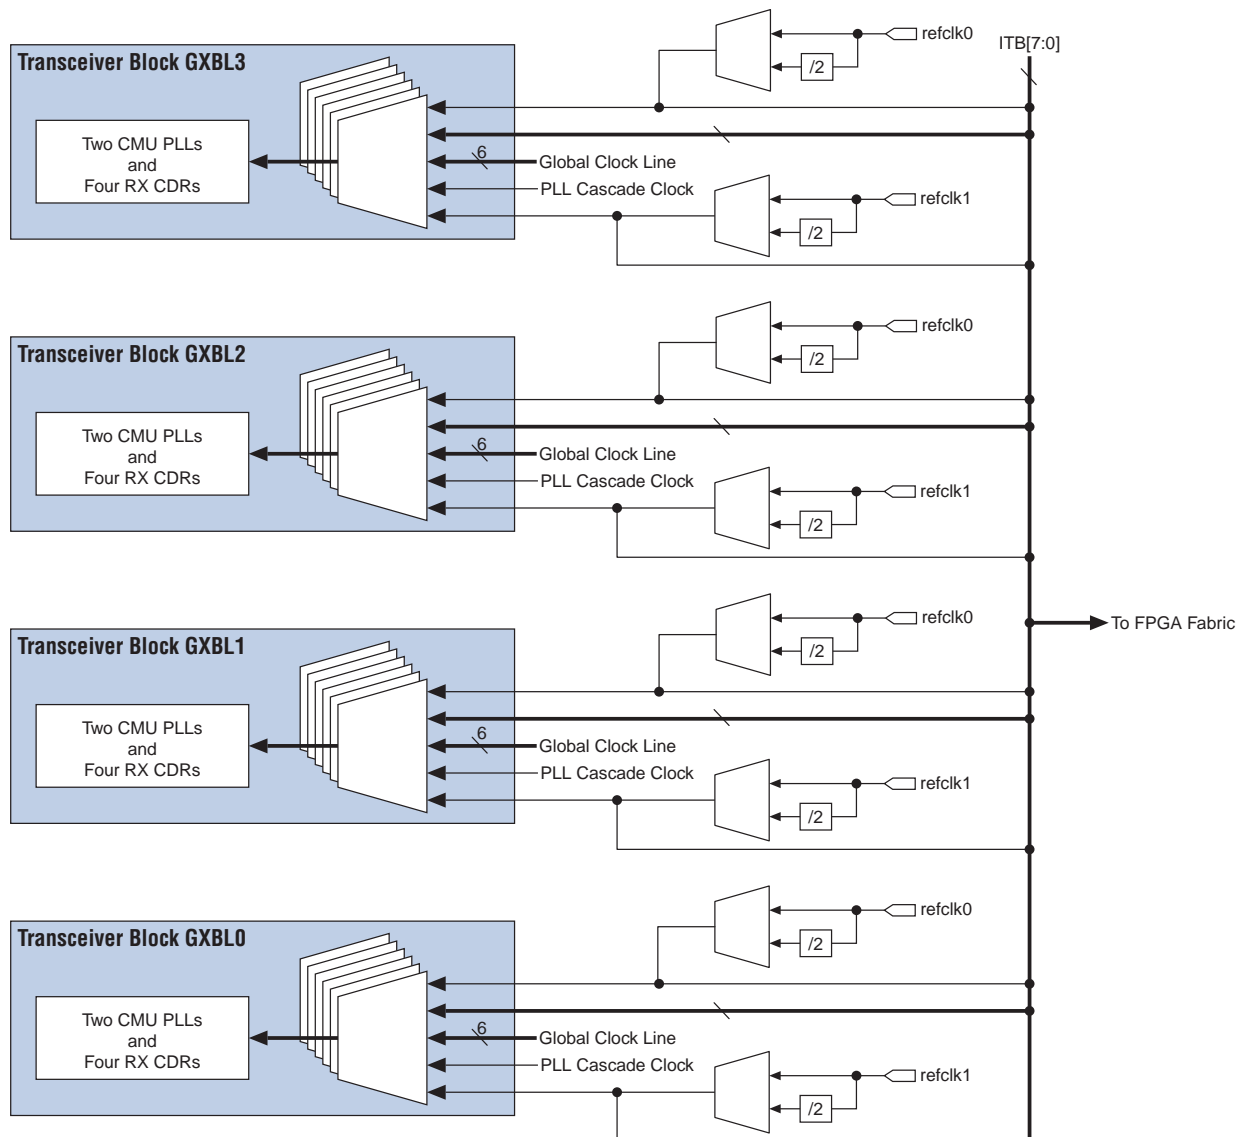 refclk0
ITB[7:0]
Transceiver Block GXBL3
/2
Two CMU PLLs
and
Four RX CDRs
6
Global Clock Line
PLL Cascade Clock
refclk1
/2
refclk0
Transceiver Block GXBL2
/2
Two CMU PLLs
and
Four RX CDRs
6
Global Clock Line
PLL Cascade Clock
refclk1
/2
refclk0
To FPGA Fabric
Transceiver Block GXBL1
/2
Two CMU PLLs
and
Four RX CDRs
6
Global Clock Line
PLL Cascade Clock
refclk1
/2
refclk0
Transceiver Block GXBL0
/2
Two CMU PLLs
and
Four RX CDRs
6
Global Clock Line
PLL Cascade Clock
refclk1
/2